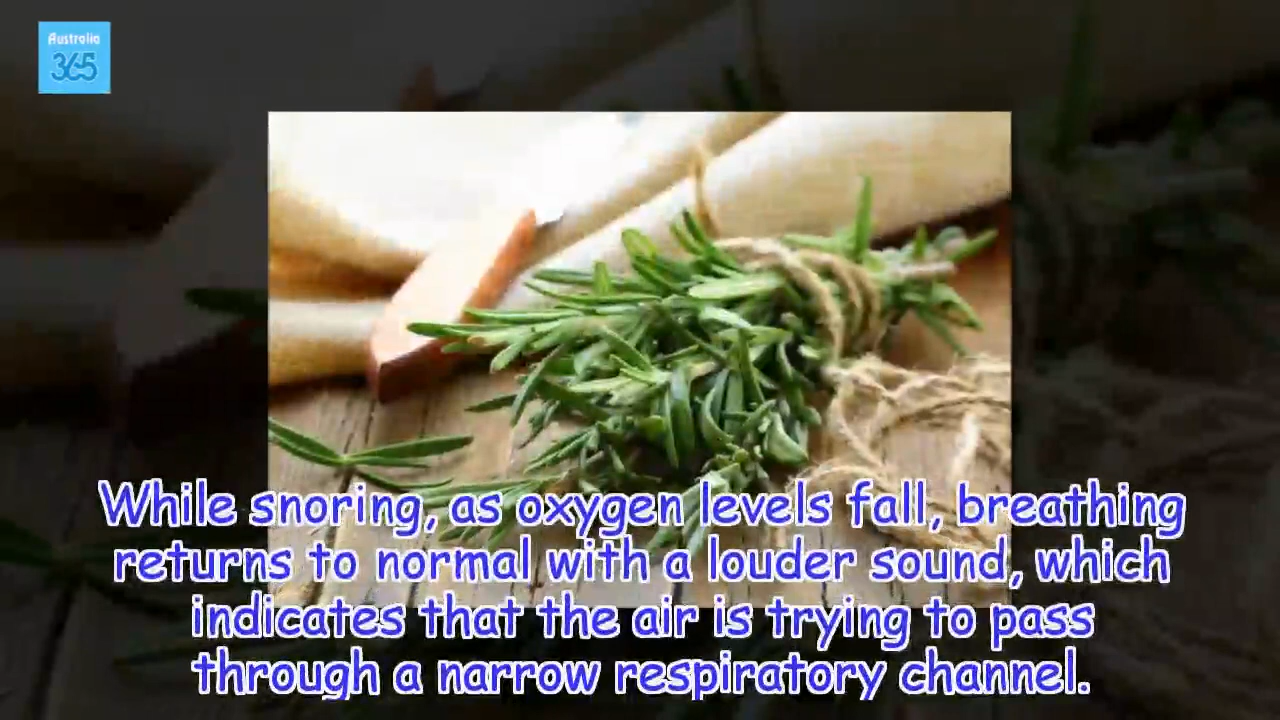 Australia
365
While snoring, as oxygen levels fall, breathing
returns to normal with a louder sound, which
indicates that the air is trying to pass
through a narrow respiratory channel.